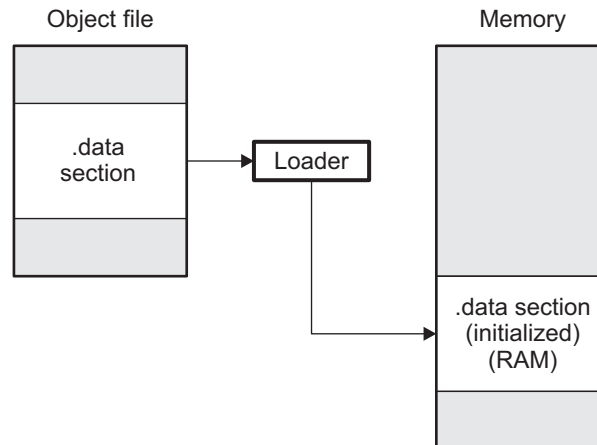 Object file
Memory
.data
section
Loader
.data section
(initialized)
(RAM)